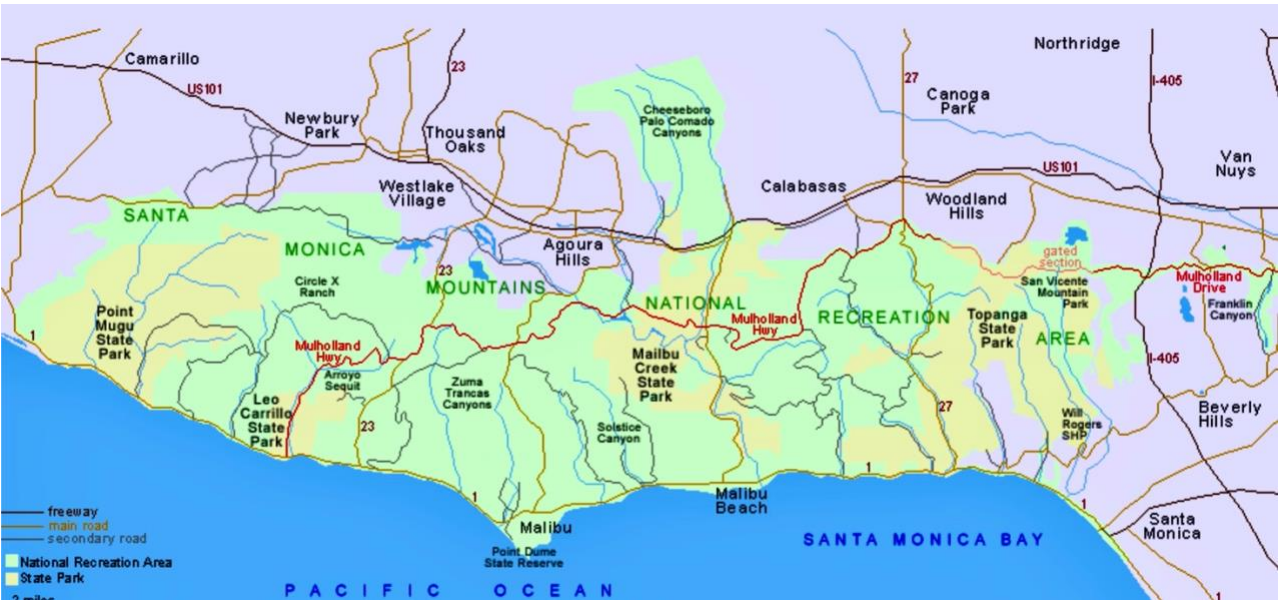 Northridge
Camarillo
23
I-405
27
US101
Canoga
Park
Cheeseboro
Palo Comado
Canyons
Newbury
Park
Thousand
Oaks
US101
Van
Nuys
Westlake
Village
Calabasas
Woodland
Hills
SANTA
MONICA
MOUNTAINS
NATIONAL
RECREATION
AREA
Agoura
Hills
gated
section
23
Circle X
Ranch
San Vicente
Mountain
Park
Mulholland
Drive
Franklin
Canyon
Point
Mugu
State
Park
1
Mulholland
Hwy
Mulholland
Hwy
Topanga
State
Park
Mailbu
Creek
State
Park
I-405
Arroyo
Sequit
Zuma
Trancas
Canyons
Leo
Carrillo
State
Park
23
Solstice
Canyon
27
Will
Rogers
SHP
Beverly
Hills
1
1
Malibu
Beach
1
Malibu
Santa
Monica
Point Dume
State Reserve
SANTA MONICA BAY
PACIFIC OCEAN
1
freeway
main road
secondary road
National Recreation Area
State Park
2 miles